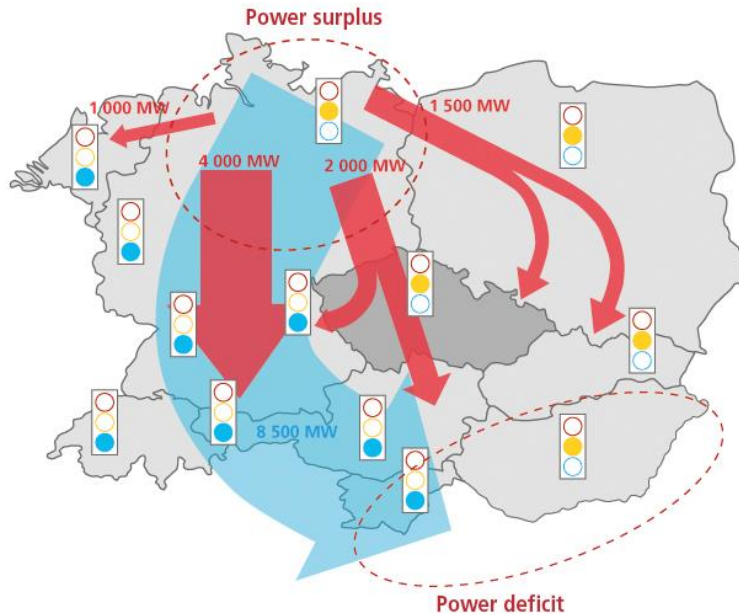 Power surplus
1 000 MW
1 500 MW
4 000 MW
2 000 MW
8 500 MW
Power deficit